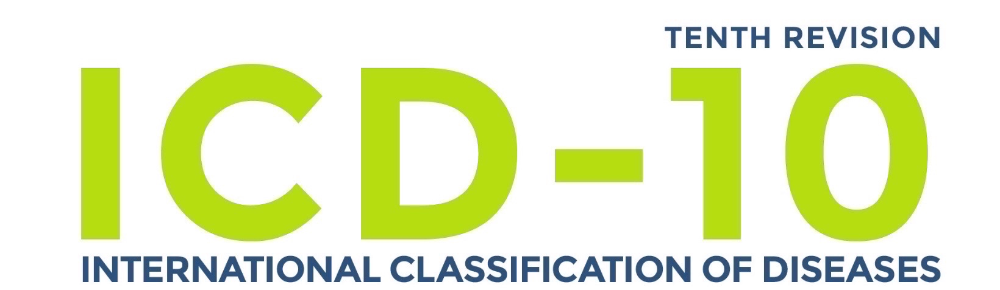 TENTH REVISION
ICD-10
INTERNATIONAL CLASSIFICATION OF DISEASES